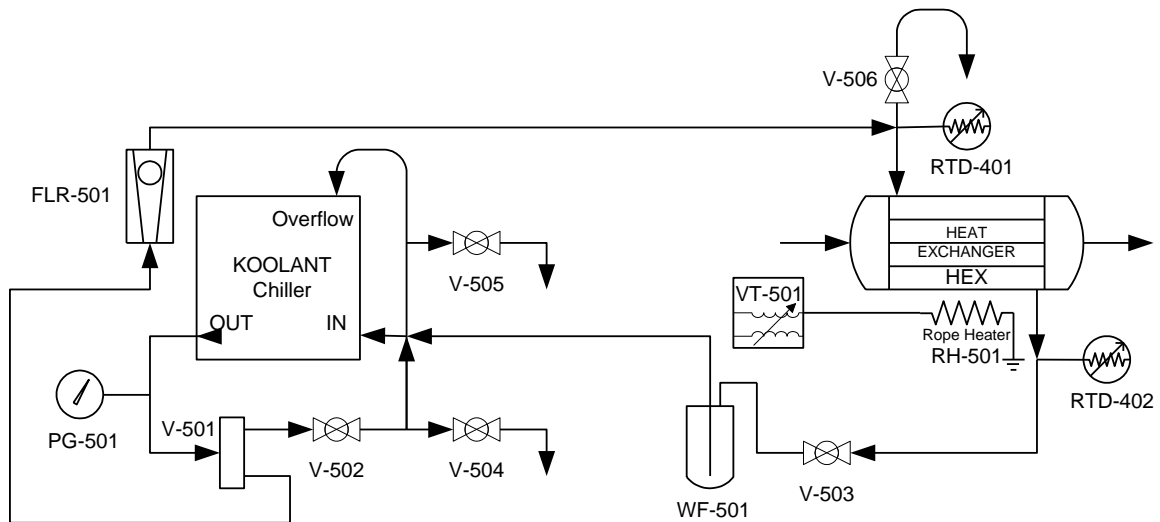 V-506
RTD-401
FLR-501
Overflow
KOOLANT
Chiller
OUT
IN
V-505
HEAT
EXCHANGER
HEX
VT-501
Rope Heater
RH-501
RTD-402
PG-501
V-501
V-502
V-504
WF-501
V-503